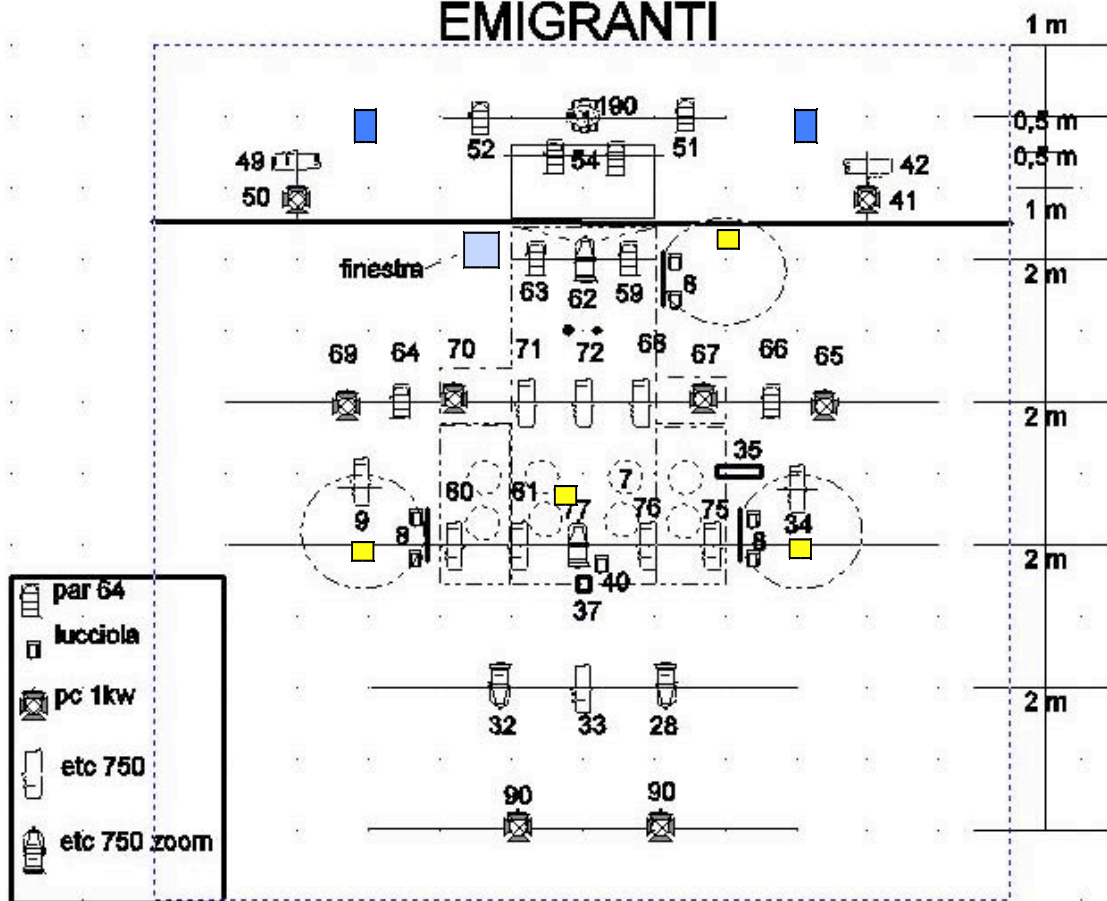 EMIGRANTI
1 m
190
52
51
0,5 m
54
0,5 m
49
42
50
41
1 m
finestra
63
62
59
6
2 m
69
64
70
71
72
68
67
66
65
2 m
35
7
60
61
77
76
75
9
8
34
8
40
2 m
37
par 64
lucciola
pc 1kw
etc 750
etc 750 zoom
32
33
28
2 m
90
90